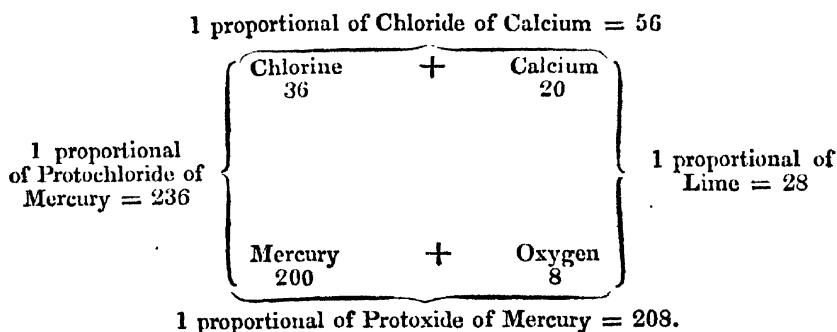 1 proportional of Chloride of Calcium = 56
Chlorine + Calcium
36 20
1 proportional
of Protochloride of
Mercury = 236
1 proportional of
Lime = 28
Mercury + Oxygen
200 8
1 proportional of Protoxide of Mercury = 208.